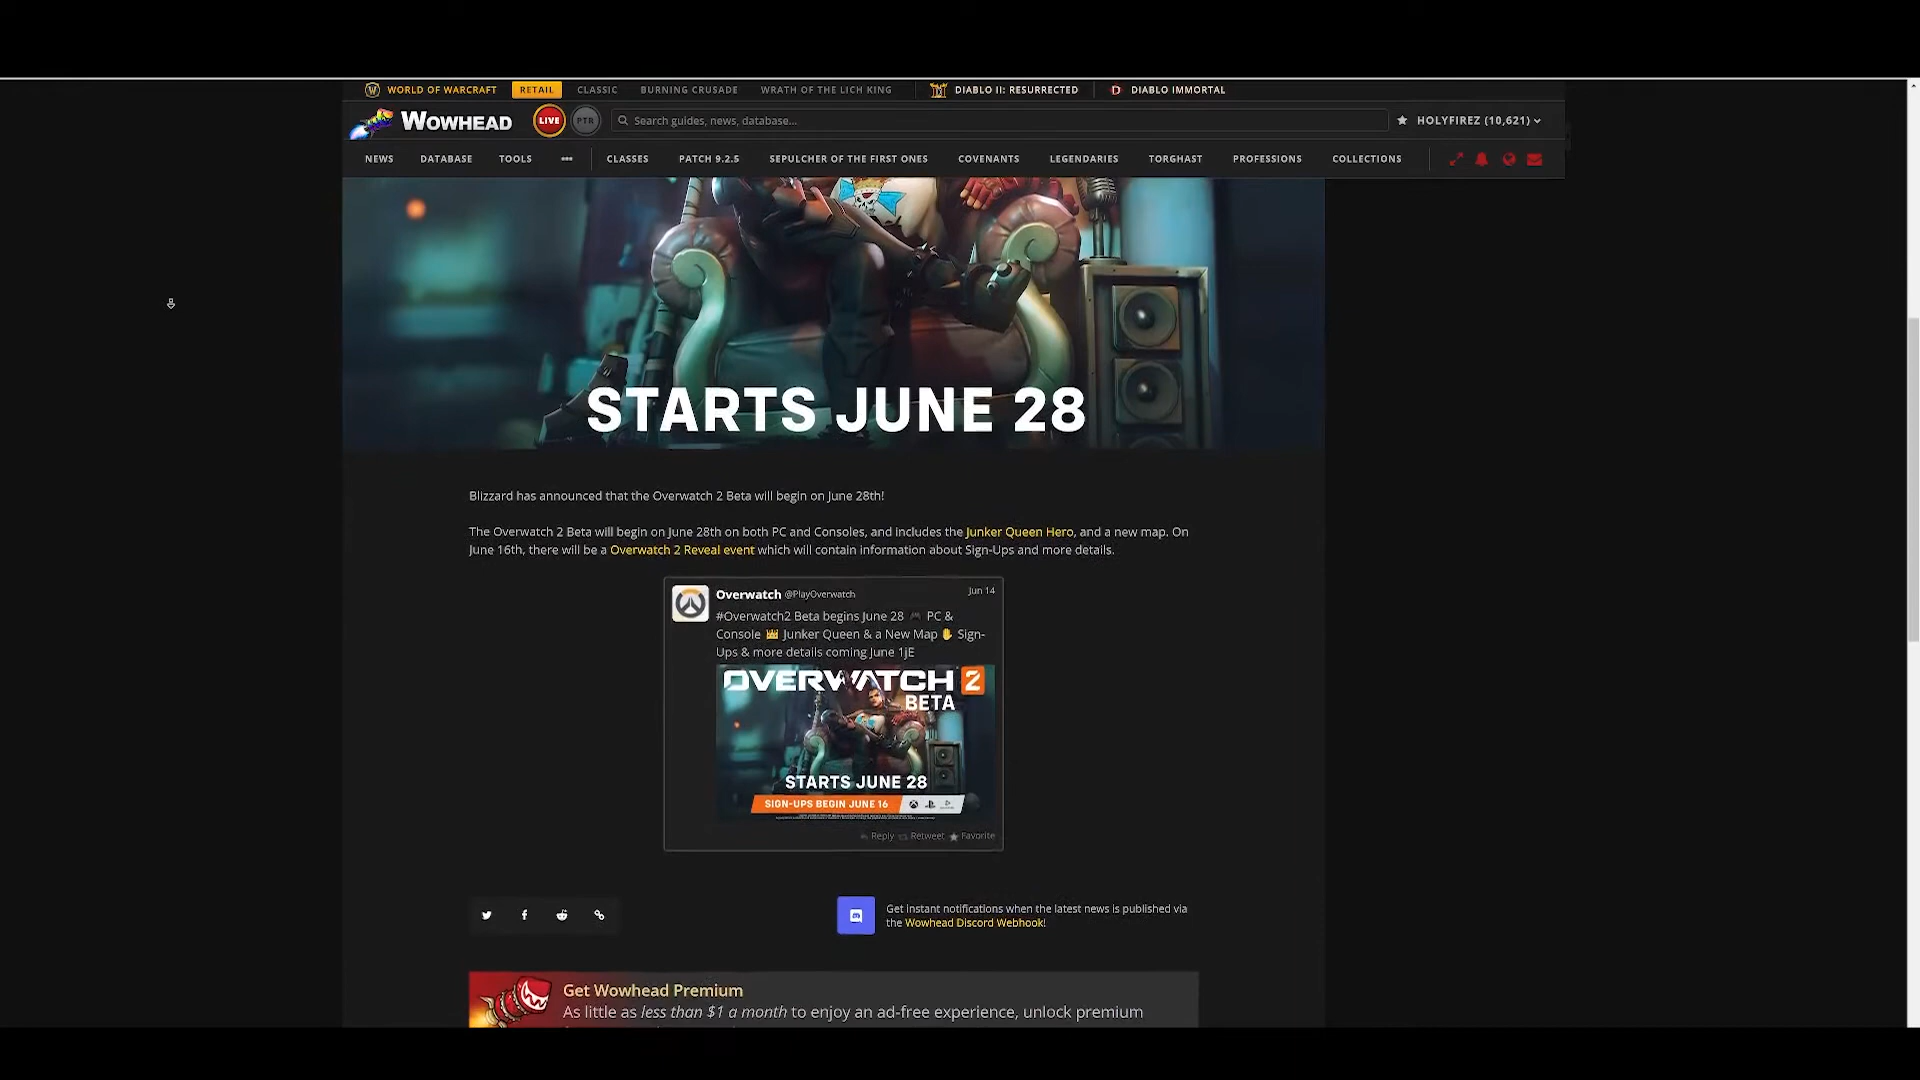 WORLD OF WARCRAFT RETAIL CLASSIC BURNING CRUSADE WRATH OF THE LICH KING DIABLO II: RESURRECTED DIABLO IMMORTAL
WOWHEAD LIVE PTR Search guides, news, database... HOLYFIREZ (10,621)
NEWS DATABASE TOOLS CLASSES PATCH 9.2.5 SEPULCHER OF THE FIRST ONES COVENANTS LEGENDARIES TORGHAST PROFESSIONS COLLECTIONS
STARTS JUNE 28
Blizzard has announced that the Overwatch 2 Beta will begin on June 28th!
The Overwatch 2 Beta will begin on June 28th on both PC and Consoles, and includes the Junker Queen Hero, and a new map. On
June 16th, there will be a Overwatch 2 Reveal event which will contain information about Sign-Ups and more details.
Overwatch @PlayOverwatch Jun 14
#Overwatch2 Beta begins June 28 🎮 PC &
Console 👑 Junker Queen & a New Map ✋ Sign-
Ups & more details coming June 1jE
OVERWATCH 2
BETA
STARTS JUNE 28
SIGN-UPS BEGIN JUNE 16
Reply Retweet Favorite
Get instant notifications when the latest news is published via
the Wowhead Discord Webhook!
Get Wowhead Premium
As little as less than $1 a month to enjoy an ad-free experience, unlock premium